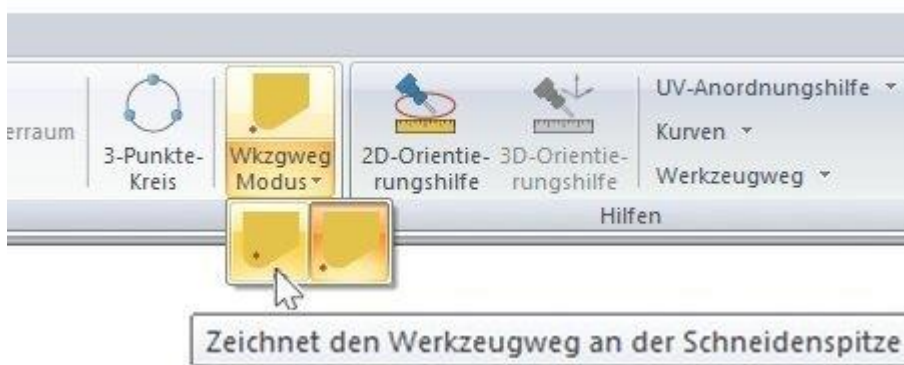 erraum
3-Punkte-
Kreis
Wkzgweg
Modus
2D-Orientie-
rungshilfe
3D-Orientie-
rungshilfe
UV-Anordnungshilfe
Kurven
Werkzeugweg
Hilfen
Zeichnet den Werkzeugweg an der Schneidenspitze